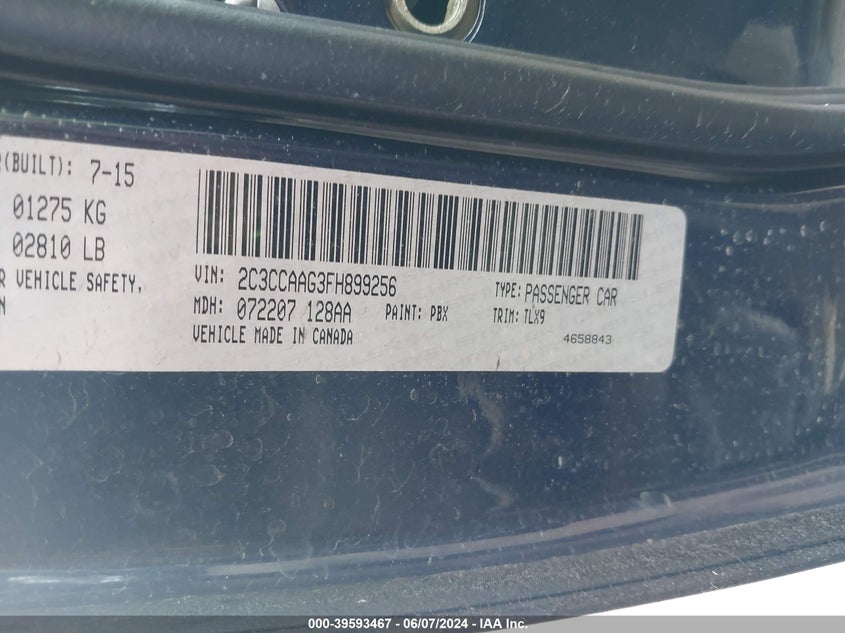 R(BUILT): 7-15
01275 KG
02810 LB
R VEHICLE SAFETY,
N
VIN: 2C3CCAAG3FH899256 TYPE: PASSENGER CAR
MDH: 072207 128AA PAINT: PBX TRIM: TLX9
VEHICLE MADE IN CANADA 4658843
000-39593467 - 06/07/2024 - IAA Inc.